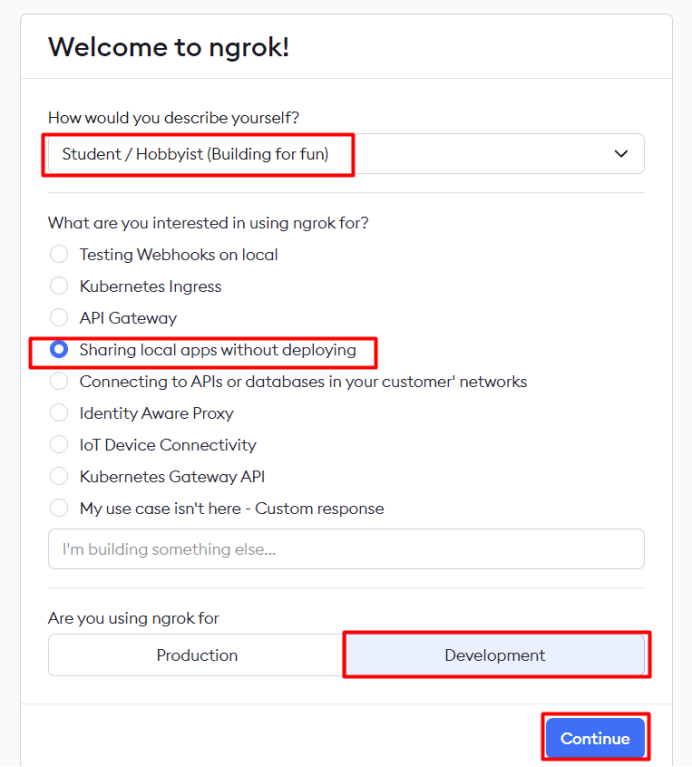 Welcome to ngrok!
How would you describe yourself?
Student / Hobbyist (Building for fun)
What are you interested in using ngrok for?
Testing Webhooks on local
Kubernetes Ingress
API Gateway
Sharing local apps without deploying
Connecting to APIs or databases in your customer' networks
Identity Aware Proxy
IoT Device Connectivity
Kubernetes Gateway API
My use case isn't here - Custom response
I'm building something else...
Are you using ngrok for
Production Development
Continue